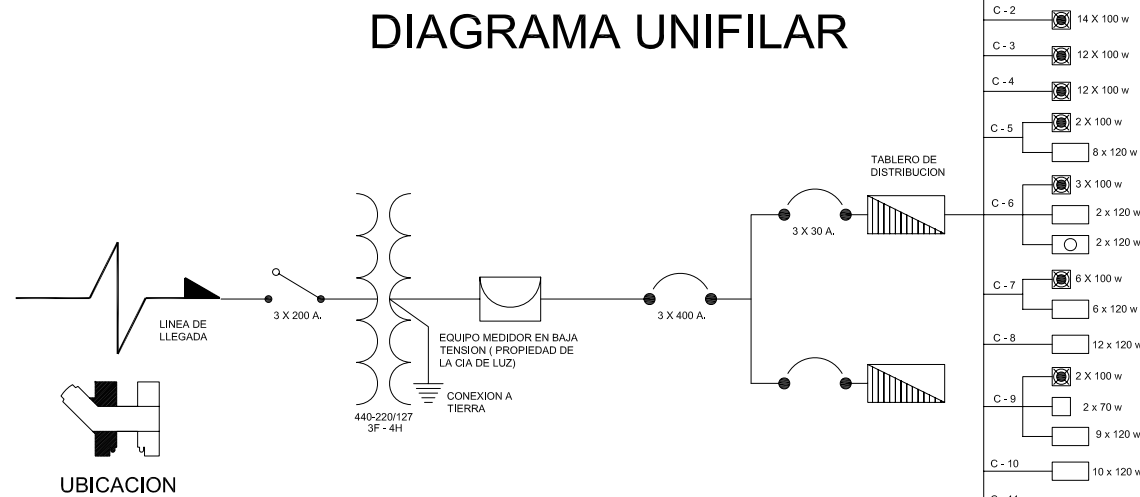 DIAGRAMA UNIFILAR
C - 2
14 X 100 w
C - 3
12 X 100 w
C - 4
12 X 100 w
C - 5
2 X 100 w
8 x 120 w
TABLERO DE
DISTRIBUCION
C - 6
3 X 100 w
2 x 120 w
2 x 120 w
3 X 30 A.
C - 7
6 X 100 w
6 x 120 w
C - 8
12 x 120 w
C - 9
2 X 100 w
2 x 70 w
9 x 120 w
C - 10
10 x 120 w
LINEA DE
LLEGADA
3 X 200 A.
440-220/127
3F - 4H
EQUIPO MEDIDOR EN BAJA
TENSION ( PROPIEDAD DE
LA CIA DE LUZ)
CONEXION A
TIERRA
3 X 400 A.
UBICACION